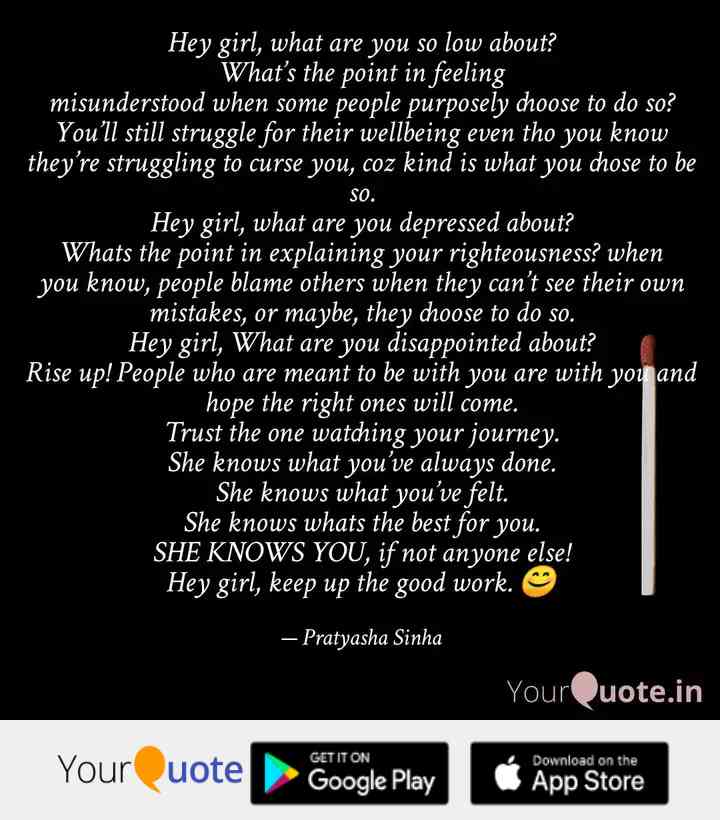 Hey girl, what are you so low about?
What's the point in feeling
misunderstood when some people purposely choose to do so?
You'll still struggle for their wellbeing even tho you know
they're struggling to curse you, coz kind is what you chose to be
so.
Hey girl, what are you depressed about?
Whats the point in explaining your righteousness? when
you know, people blame others when they can't see their own
mistakes, or maybe, they choose to do so.
Hey girl, What are you disappointed about?
Rise up! People who are meant to be with you are with you and
hope the right ones will come.
Trust the one watching your journey.
She knows what you've always done.
She knows what you've felt.
She knows whats the best for you.
SHE KNOWS YOU, if not anyone else!
Hey girl, keep up the good work. 😊
— Pratyasha Sinha
YourQuote.in
YourQuote
GET IT ON
Google Play
Download on the
App Store